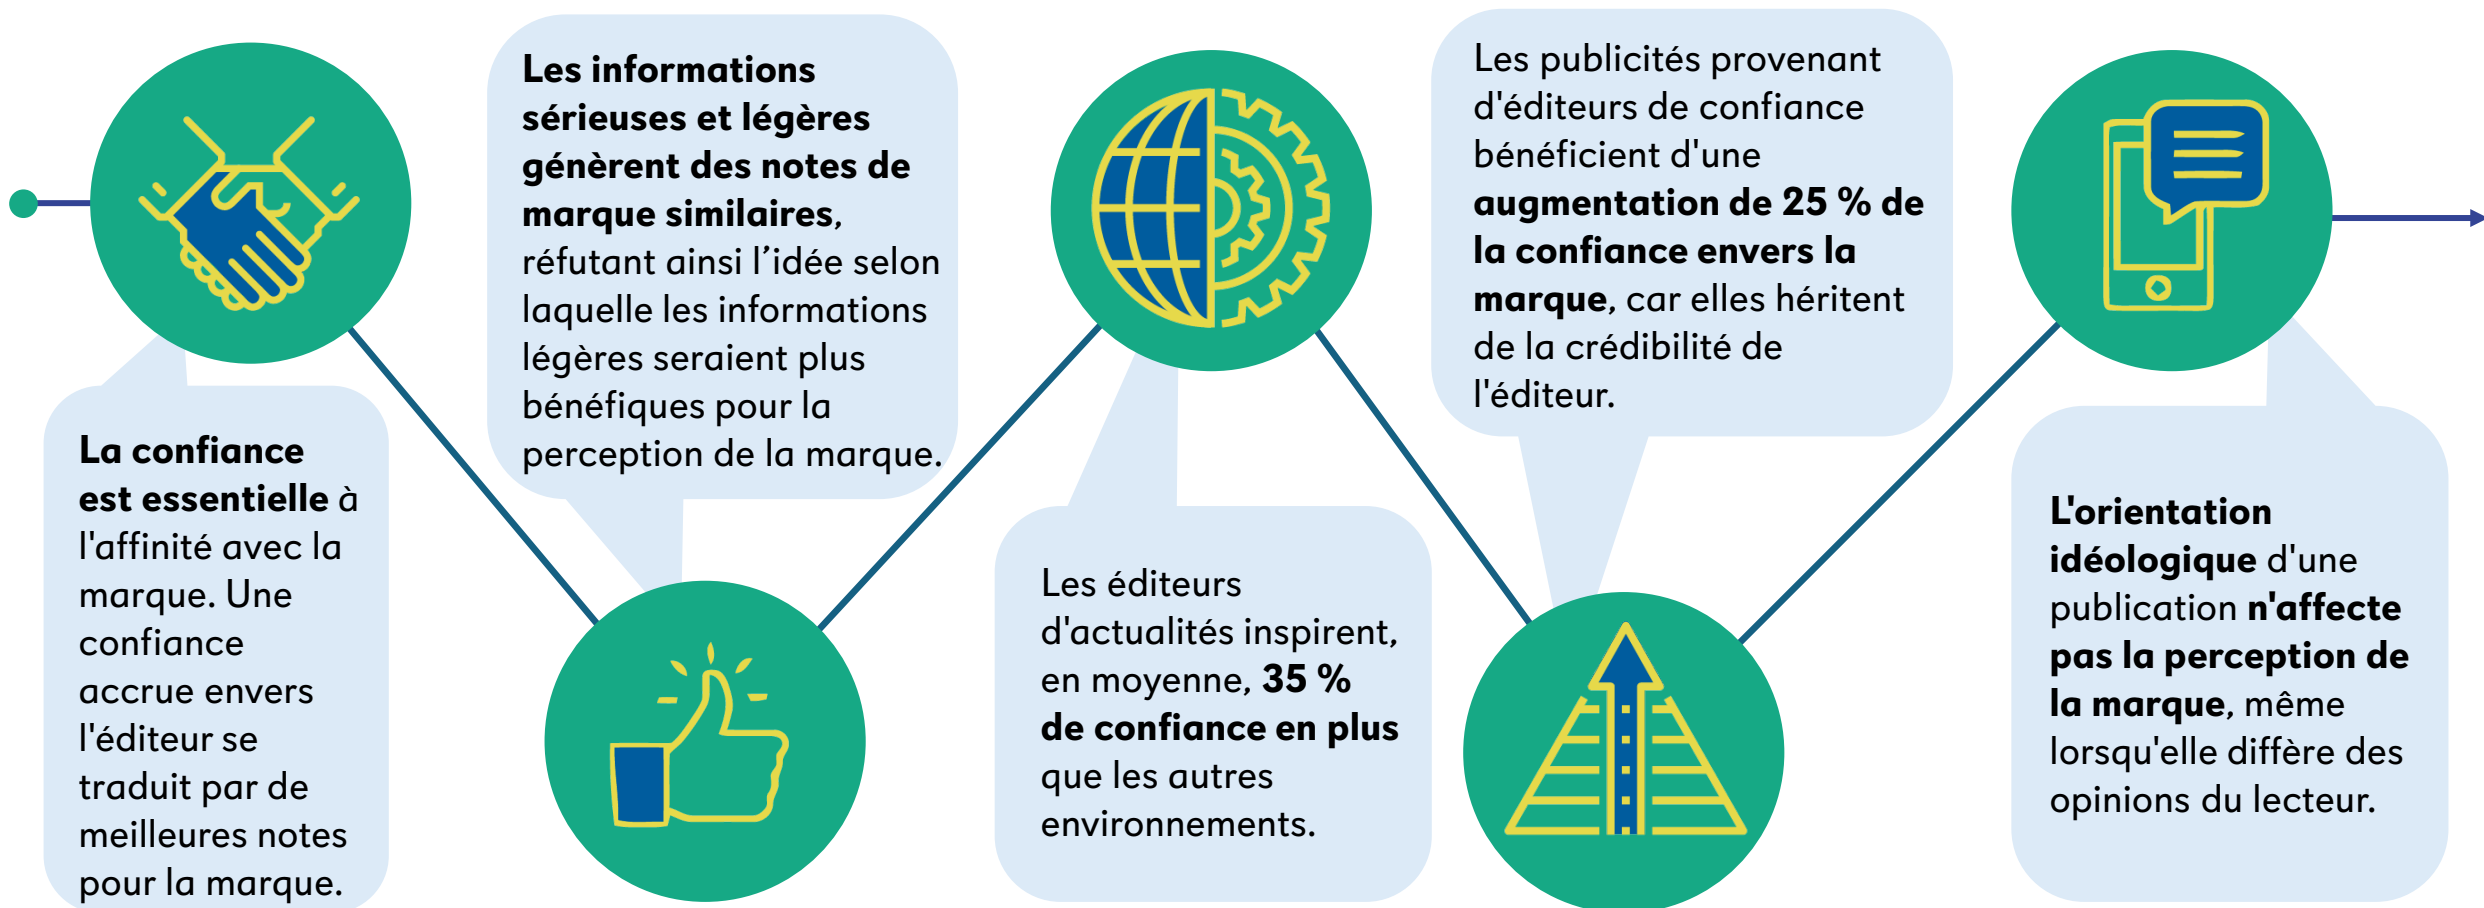 La confiance
est essentielle à
l'affinité avec la
marque. Une
confiance
accrue envers
l'éditeur se
traduit par de
meilleures notes
pour la marque.
Les informations
sérieuses et légères
génèrent des notes de
marque similaires,
réfutant ainsi l’idée selon
laquelle les informations
légères seraient plus
bénéfiques pour la
perception de la marque.
Les éditeurs
d'actualités inspirent,
en moyenne, 35 %
de confiance en plus
que les autres
environnements.
Les publicités provenant
d'éditeurs de confiance
bénéficient d'une
augmentation de 25 % de
la confiance envers la
marque, car elles héritent
de la crédibilité de
l'éditeur.
L'orientation
idéologique d'une
publication n'affecte
pas la perception de
la marque, même
lorsqu'elle diffère des
opinions du lecteur.